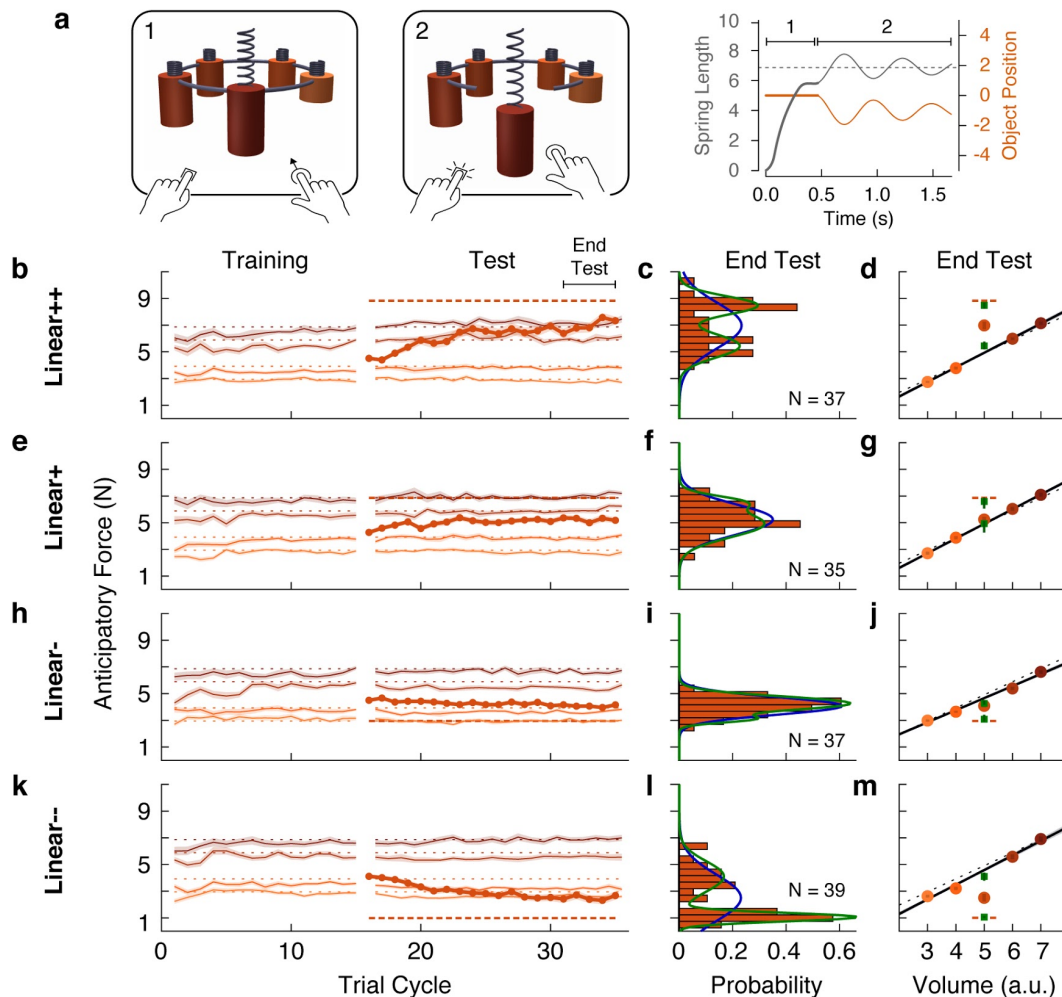 a
1
2
1 2
10
8
6
4
2
0
Spring Length
4
2
0
-2
-4
Object Position
0.0 0.5 1.0 1.5
Time (s)
b
Linear++
Training
Test
End
Test
9
5
1
c
End Test
N = 37
d
End Test
e
Linear+
9
5
1
f
N = 35
g
Anticipatory Force (N)
h
Linear-
9
5
1
i
N = 37
j
k
Linear--
9
5
1
l
N = 39
m
0 10 20 30
Trial Cycle
0 0.2 0.4 0.6
Probability
3 4 5 6 7
Volume (a.u.)